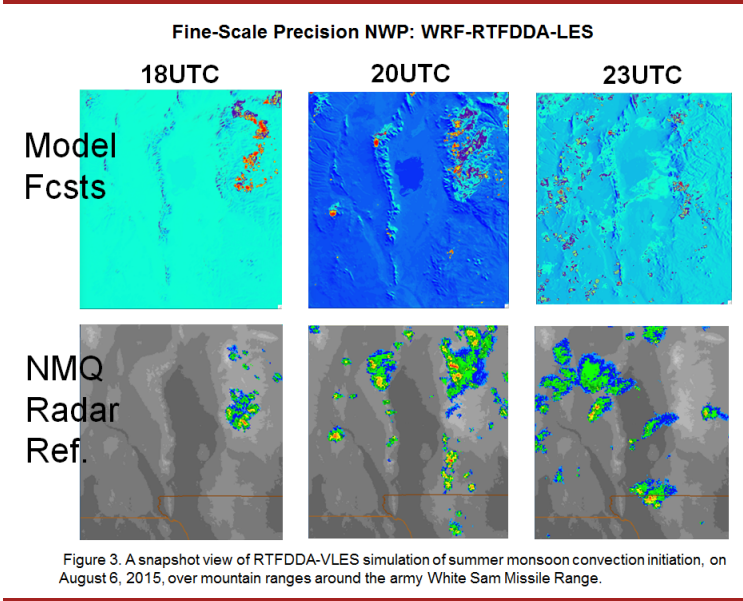 Fine-Scale Precision NWP: WRF-RTFDDA-LES
18UTC
20UTC
23UTC
Model
Fcsts
NMQ
Radar
Ref.
Figure 3. A snapshot view of RTFDDA-VLES simulation of summer monsoon convection initiation, on
August 6, 2015, over mountain ranges around the army White Sam Missile Range.